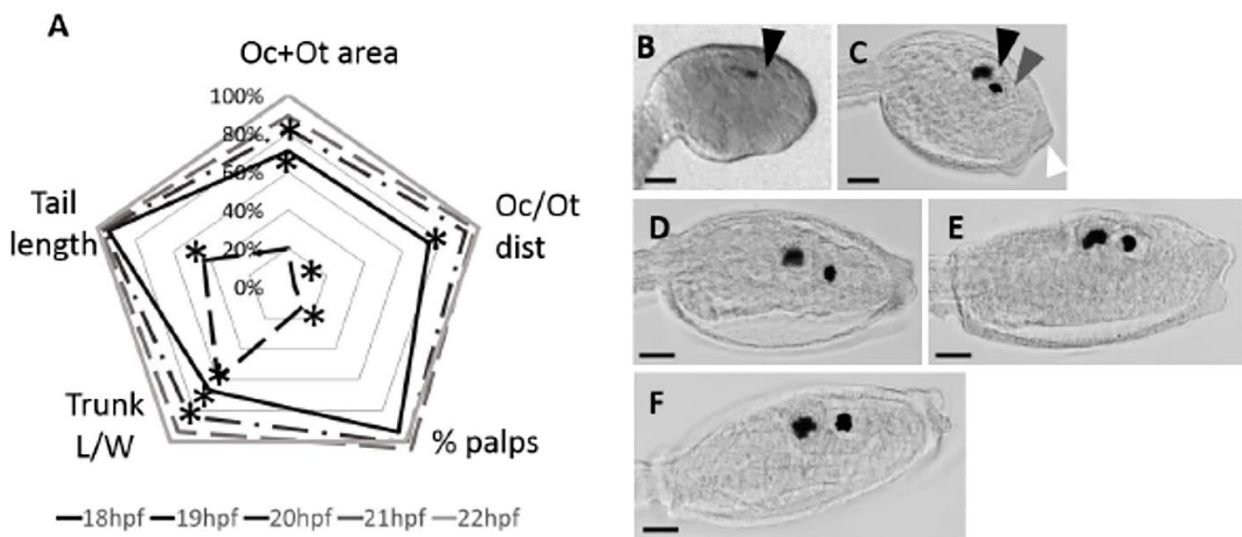 A
Oc+Ot area
100%
80%
60%
40%
20%
0%
Tail
length
Oc/Ot
dist
Trunk
L/W
% palps
* * * * * * * * * *
18hpf 19hpf 20hpf 21hpf 22hpf
B
C
D
E
F